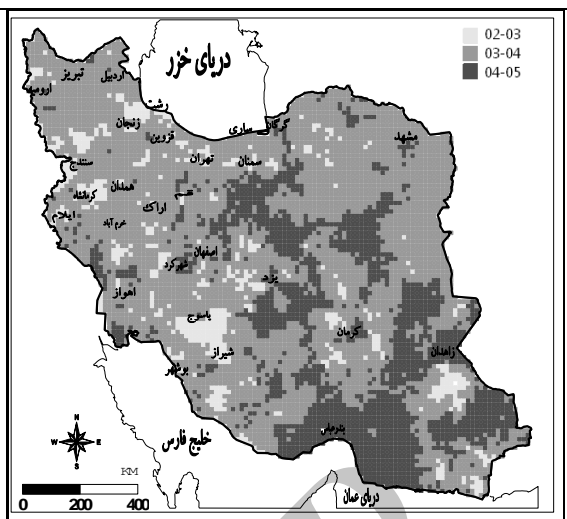 دریای خزر
02-03
03-04
04-05
اردبیل
تبریز
ارومیه
رشت
زنجان
قزوین
ساری
گرگان
مشهد
تهران
سمنان
سنندج
همدان
کرمانشاه
قم
اراک
ایلام
خرم آباد
اصفهان
شهرکرد
یزد
اهواز
یاسوج
کرمان
شیراز
زاهدان
بوشهر
بندرعباس
خلیج فارس
دریای عمان
N
W E
S
KM
0 200 400